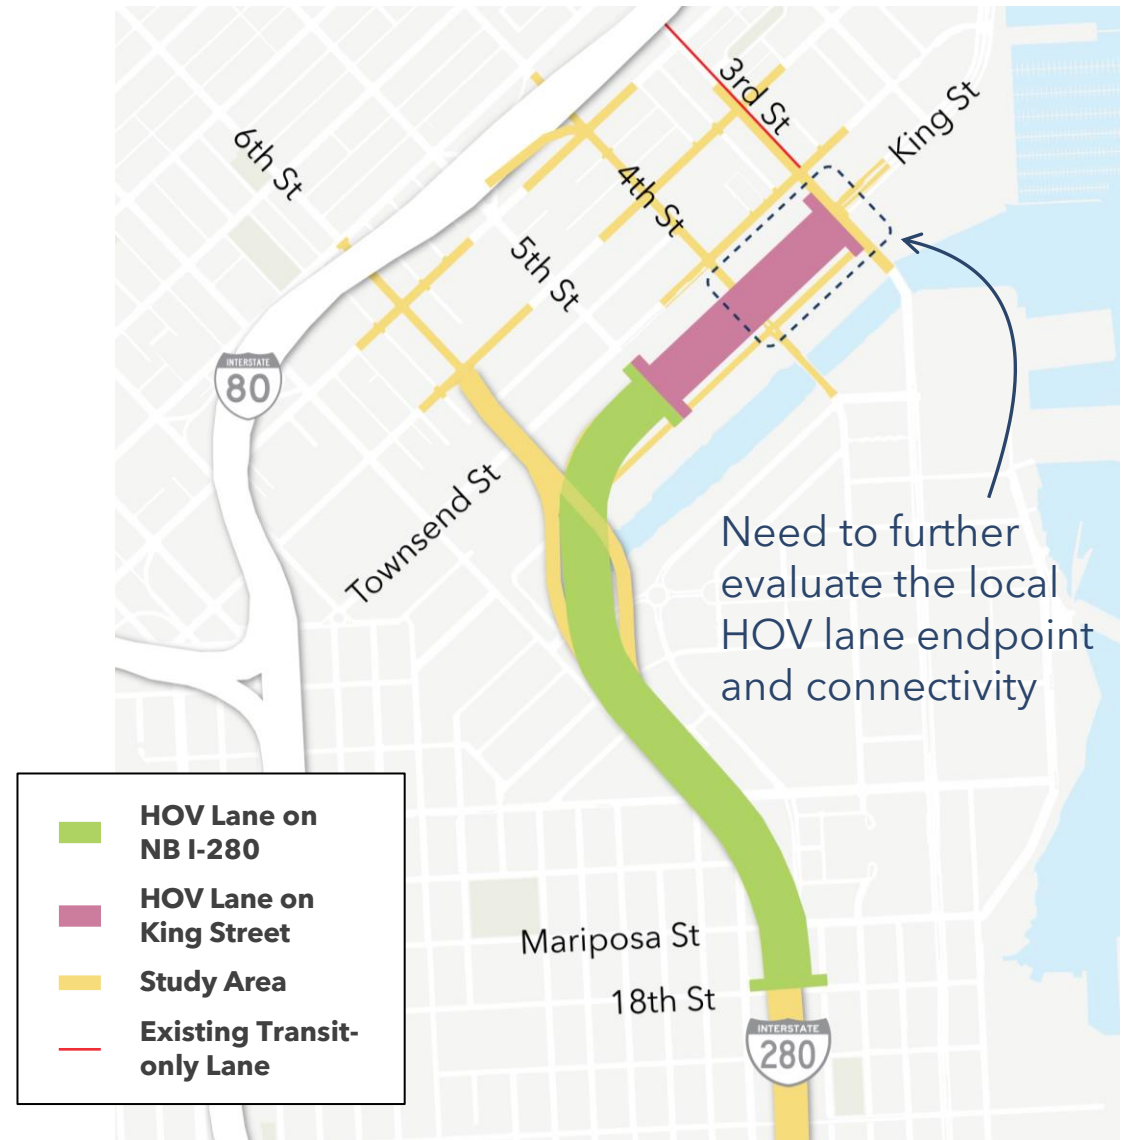 3rd St
King St
6th St
4th St
5th St
INTERSTATE
80
Townsend St
Need to further
evaluate the local
HOV lane endpoint
and connectivity
HOV Lane on
NB I-280
HOV Lane on
King Street
Study Area
Existing Transit-
only Lane
Mariposa St
18th St
INTERSTATE
280